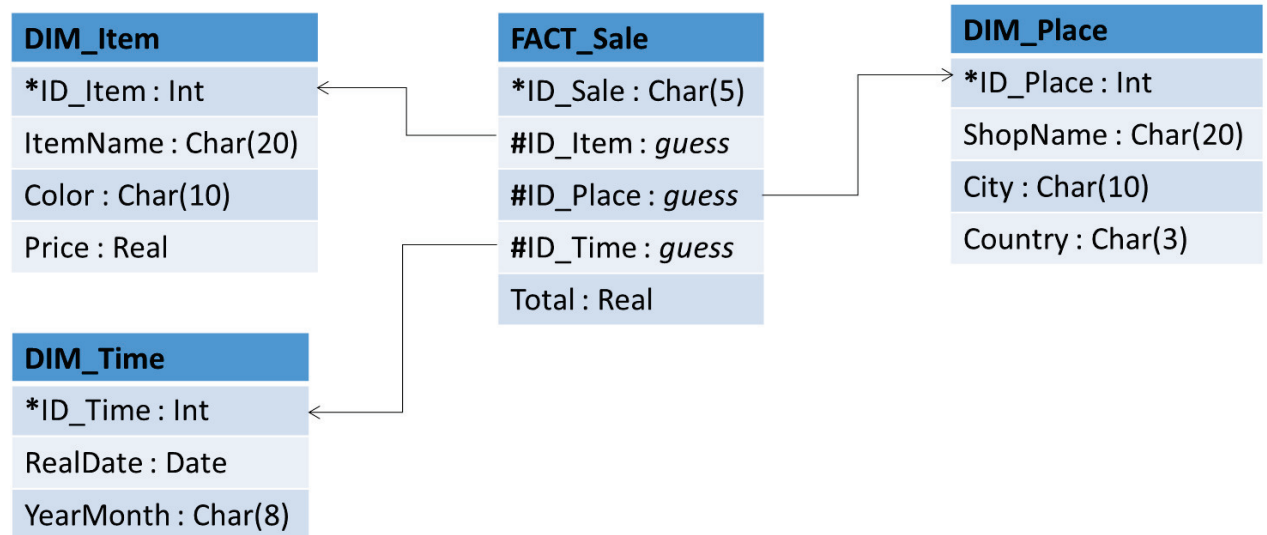 DIM_Item
*ID_Item : Int
ItemName : Char(20)
Color : Char(10)
Price : Real
FACT_Sale
*ID_Sale : Char(5)
#ID_Item : guess
#ID_Place : guess
#ID_Time : guess
Total : Real
DIM_Place
*ID_Place : Int
ShopName : Char(20)
City : Char(10)
Country : Char(3)
DIM_Time
*ID_Time : Int
RealDate : Date
YearMonth : Char(8)